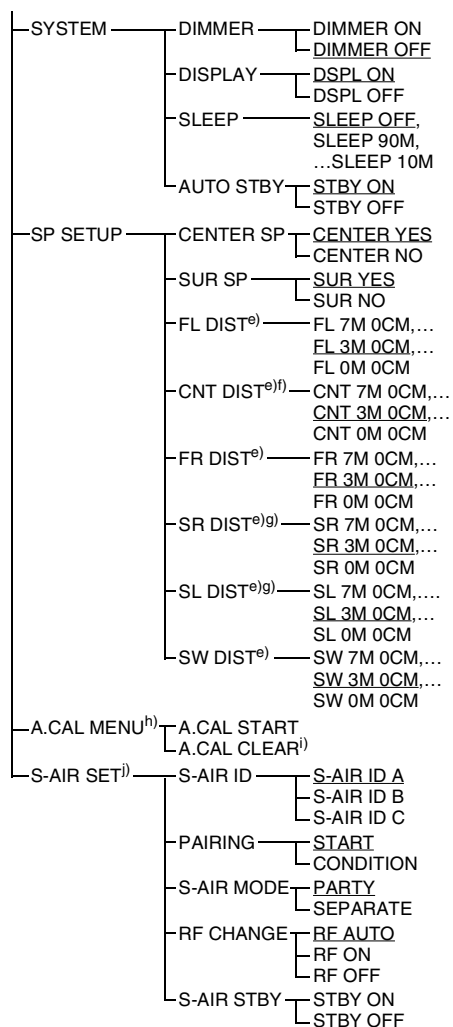 SYSTEM DIMMER DIMMER ON
DIMMER OFF
DISPLAY DSPL ON
DSPL OFF
SLEEP SLEEP OFF,
SLEEP 90M,
…SLEEP 10M
AUTO STBY STBY ON
STBY OFF
SP SETUP CENTER SP CENTER YES
CENTER NO
SUR SP SUR YES
SUR NO
FL DISTe) FL 7M 0CM,…
FL 3M 0CM,…
FL 0M 0CM
CNT DISTe)f) CNT 7M 0CM,…
CNT 3M 0CM,…
CNT 0M 0CM
FR DISTe) FR 7M 0CM,…
FR 3M 0CM,…
FR 0M 0CM
SR DISTe)g) SR 7M 0CM,…
SR 3M 0CM,…
SR 0M 0CM
SL DISTe)g) SL 7M 0CM,….
SL 3M 0CM,…
SL 0M 0CM
SW DISTe) SW 7M 0CM,…
SW 3M 0CM,…
SW 0M 0CM
A.CAL MENUh) A.CAL START
A.CAL CLEARi)
S-AIR SETj) S-AIR ID S-AIR ID A
S-AIR ID B
S-AIR ID C
PAIRING START
CONDITION
S-AIR MODE PARTY
SEPARATE
RF CHANGE RF AUTO
RF ON
RF OFF
S-AIR STBY STBY ON
STBY OFF